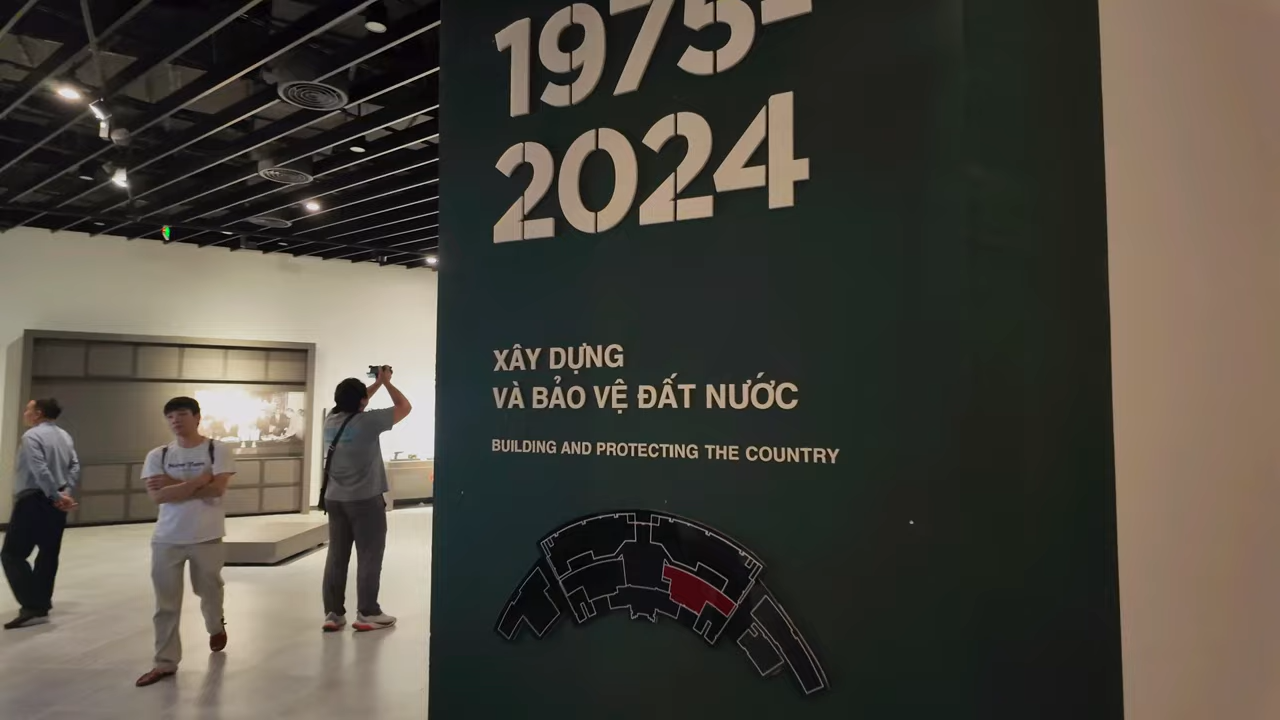 1975-
2024
XÂY DỰNG
VÀ BẢO VỆ ĐẤT NƯỚC
BUILDING AND PROTECTING THE COUNTRY